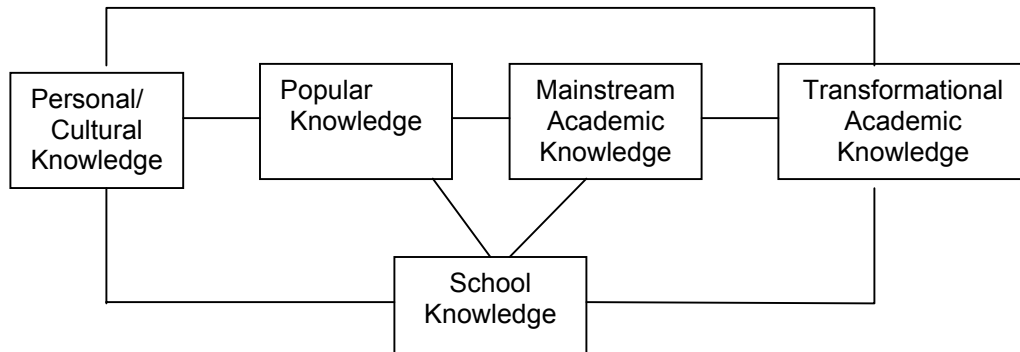 Personal/
Cultural
Knowledge
Popular
Knowledge
Mainstream
Academic
Knowledge
Transformational
Academic
Knowledge
School
Knowledge